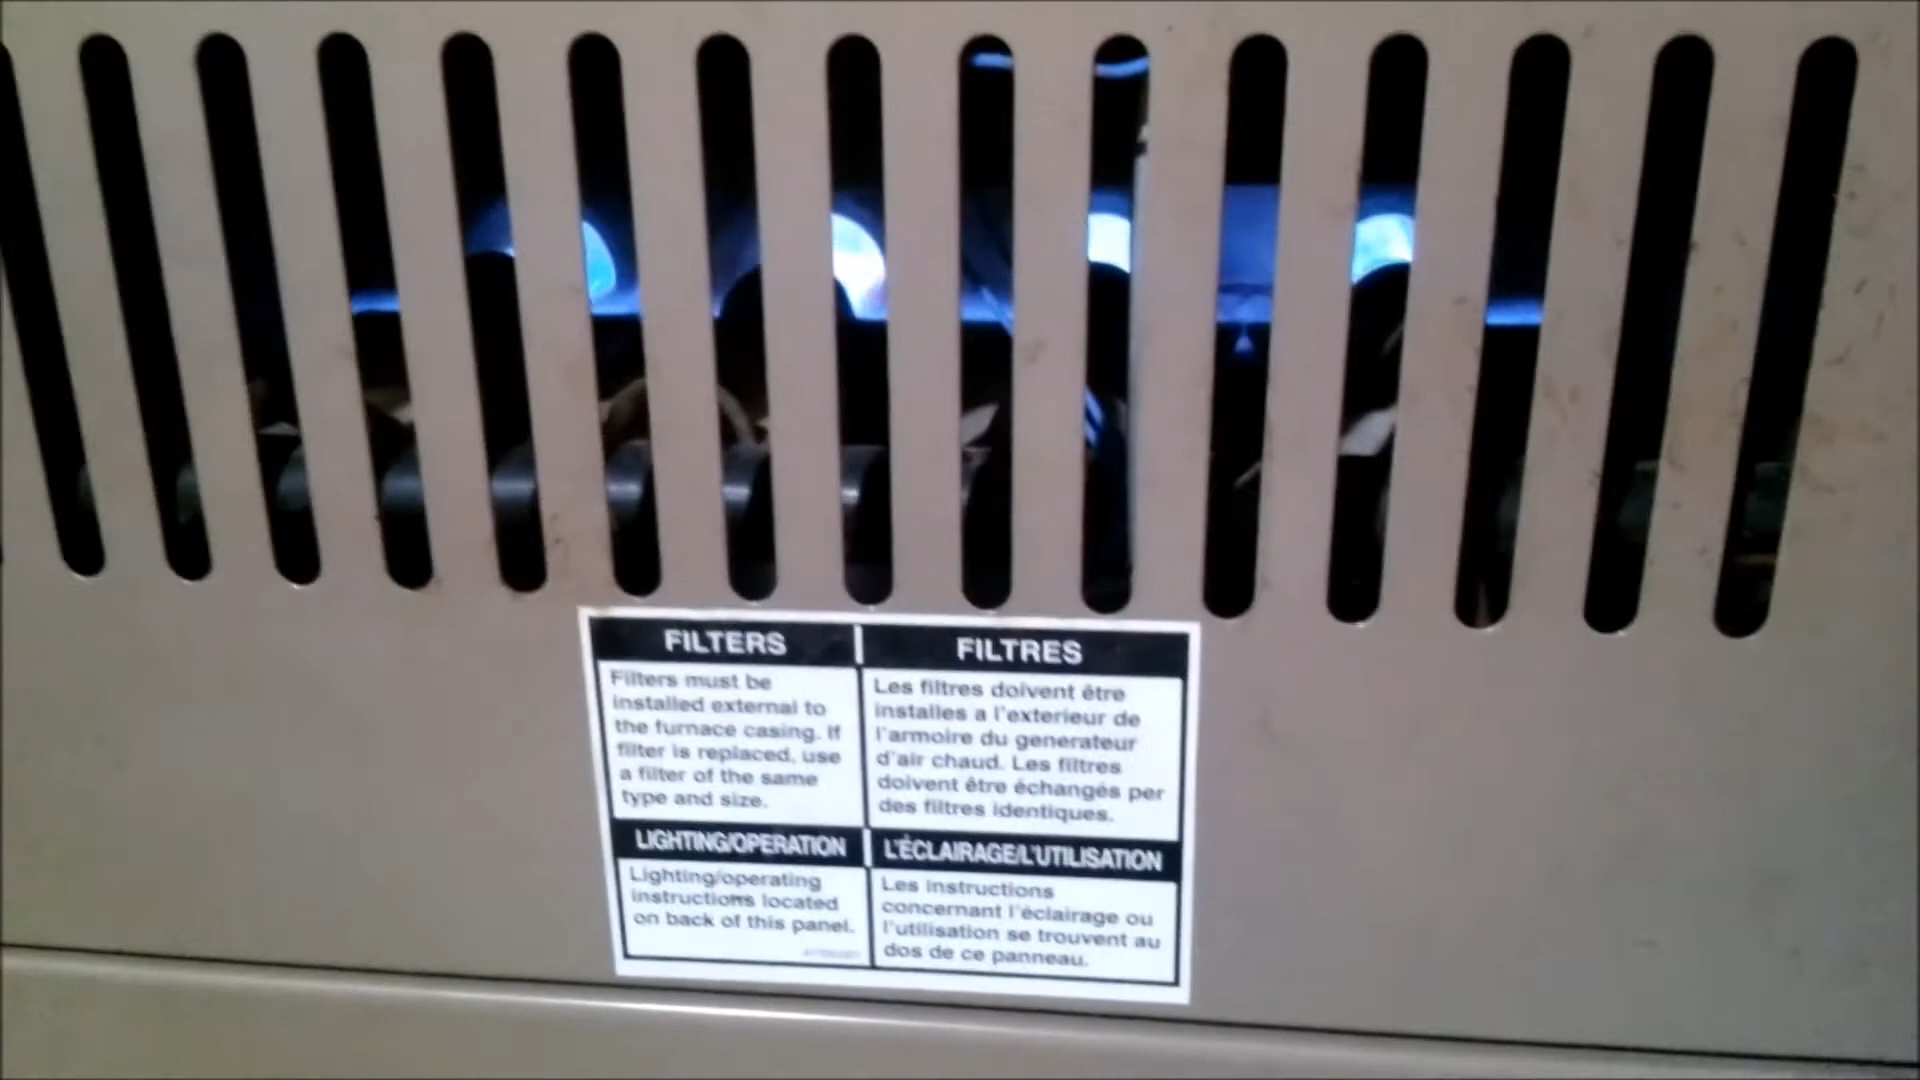 FILTERS
Filters must be
installed external to
the furnace casing. If
filter is replaced, use
a filter of the same
type and size.
FILTRES
Les filtres doivent être
installes a l'exterieur de
l'armoire du generateur
d'air chaud. Les filtres
doivent être échangés per
des filtres identiques.
LIGHTING/OPERATION
Lighting/operating
instructions located
on back of this panel.
L'ÉCLAIRAGE/L'UTILISATION
Les instructions
concernant l'éclairage ou
l'utilisation se trouvent au
dos de ce panneau.